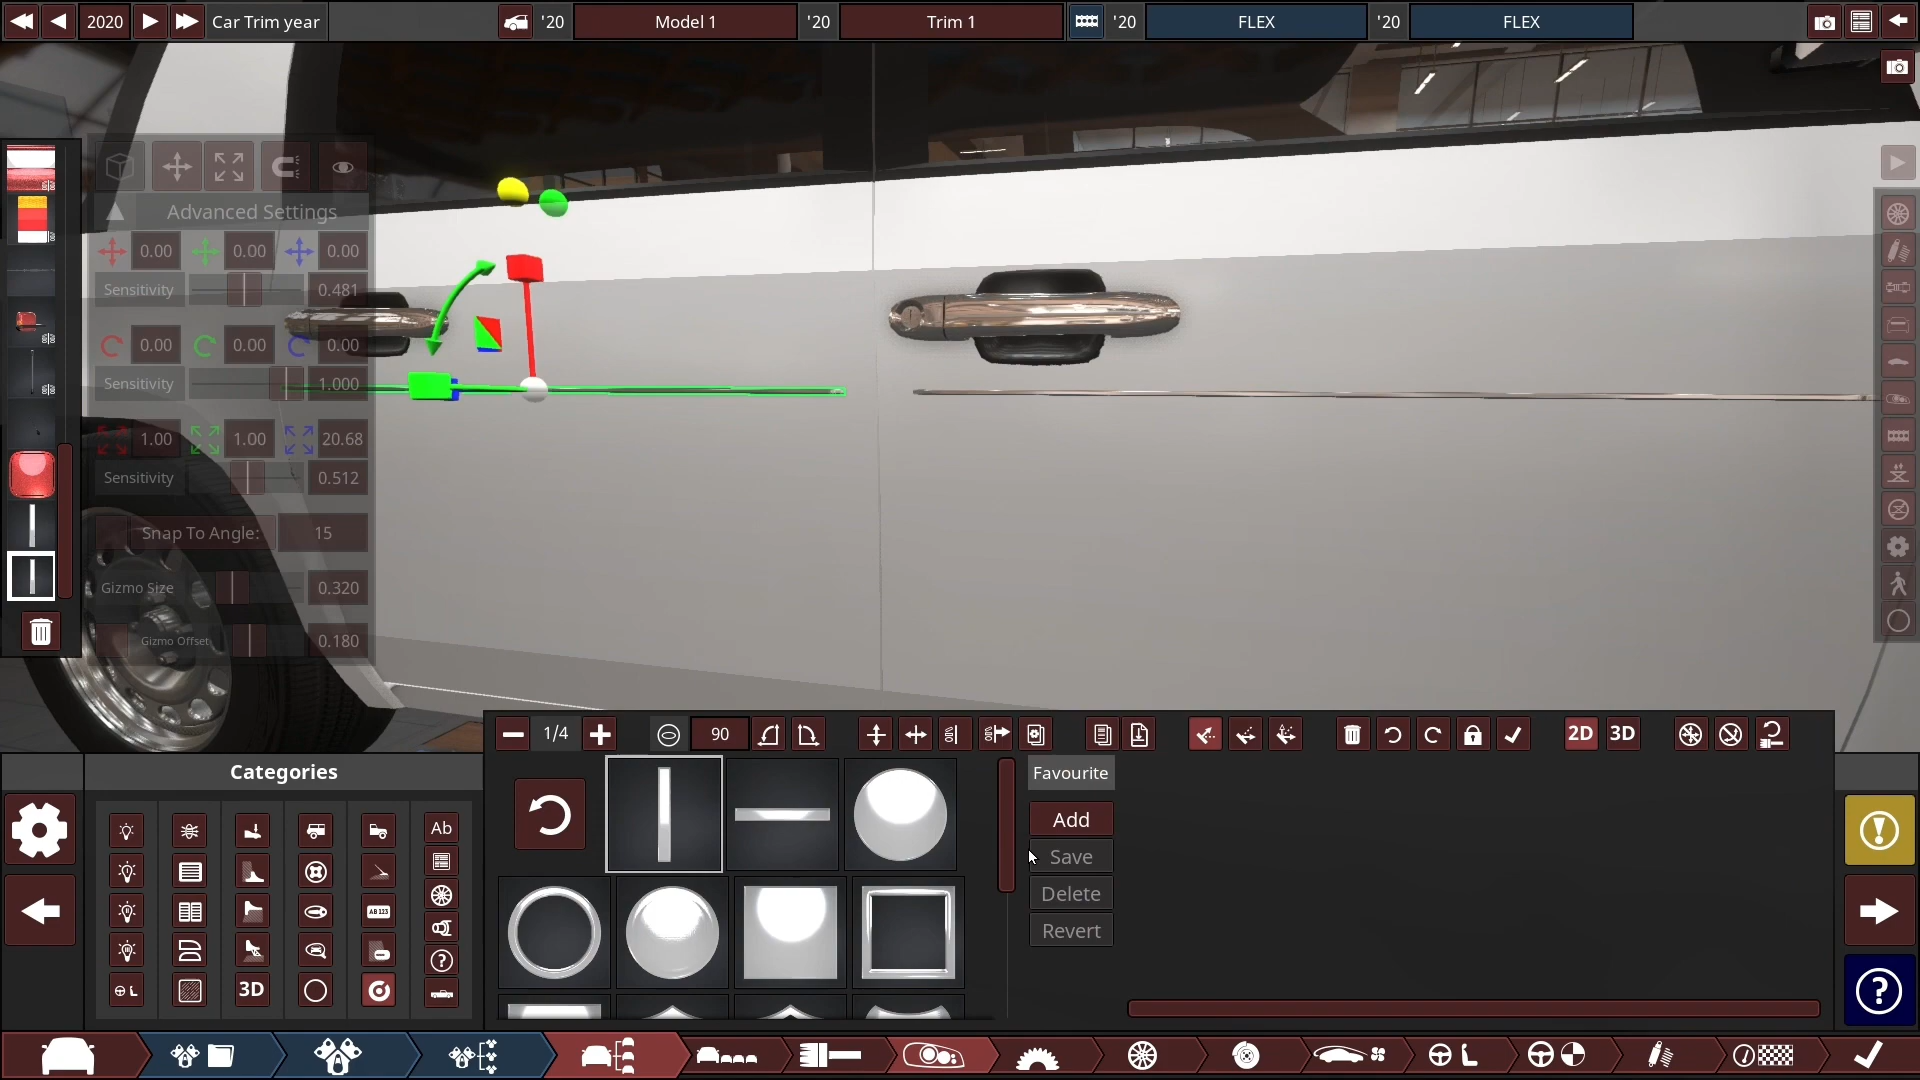 2020
Car Trim year
'20
Model 1
'20
Trim 1
'20
FLEX
'20
FLEX
Advanced Settings
0.00
0.00
0.00
Sensitivity
0.481
0.00
0.00
0.00
Sensitivity
1.000
1.00
1.00
20.68
Sensitivity
0.512
Snap To Angle:
15
Gizmo Size
0.320
Gizmo Offset
0.180
1/4
90
2D
3D
Categories
Ab
AB 123
3D
Favourite
Add
Save
Delete
Revert